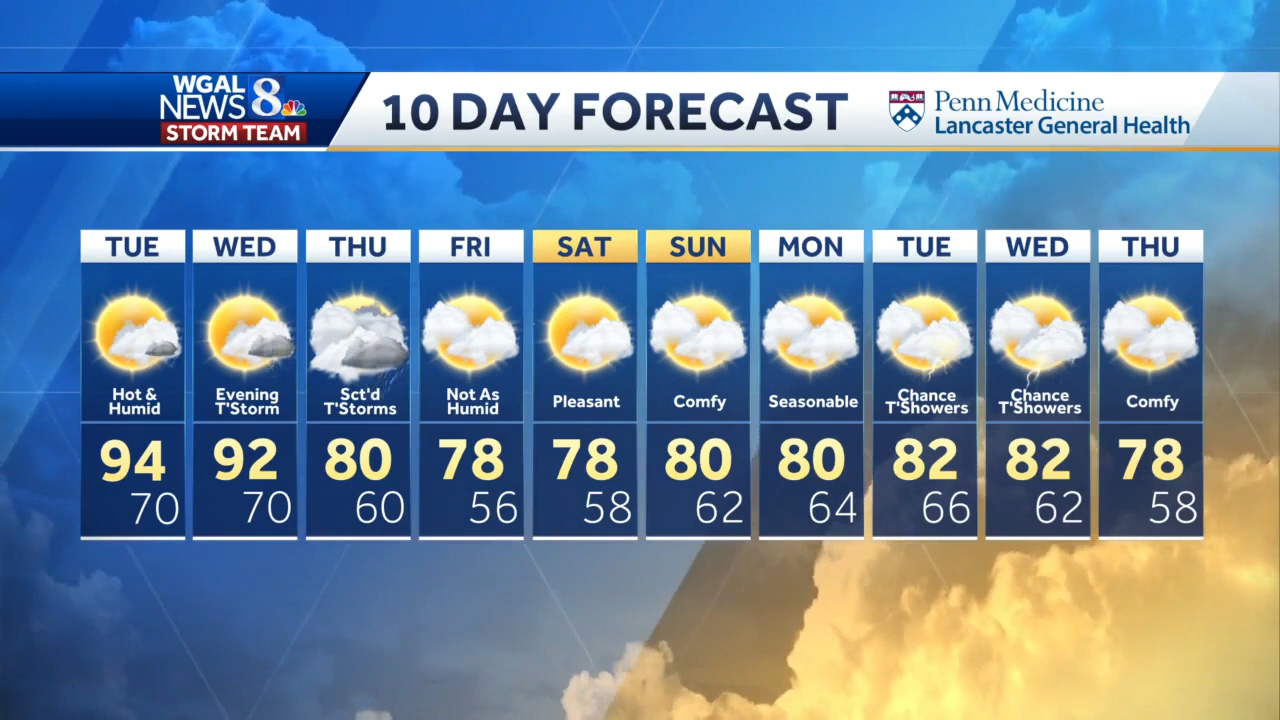 WGAL
NEWS 8
STORM TEAM
10 DAY FORECAST
Penn Medicine
Lancaster General Health
TUE
Hot &
Humid
94
70
WED
Evening
T'Storm
92
70
THU
Sct'd
T'Storms
80
60
FRI
Not As
Humid
78
56
SAT
Pleasant
78
58
SUN
Comfy
80
62
MON
Seasonable
80
64
TUE
Chance
T'Showers
82
66
WED
Chance
T'Showers
82
62
THU
Comfy
78
58